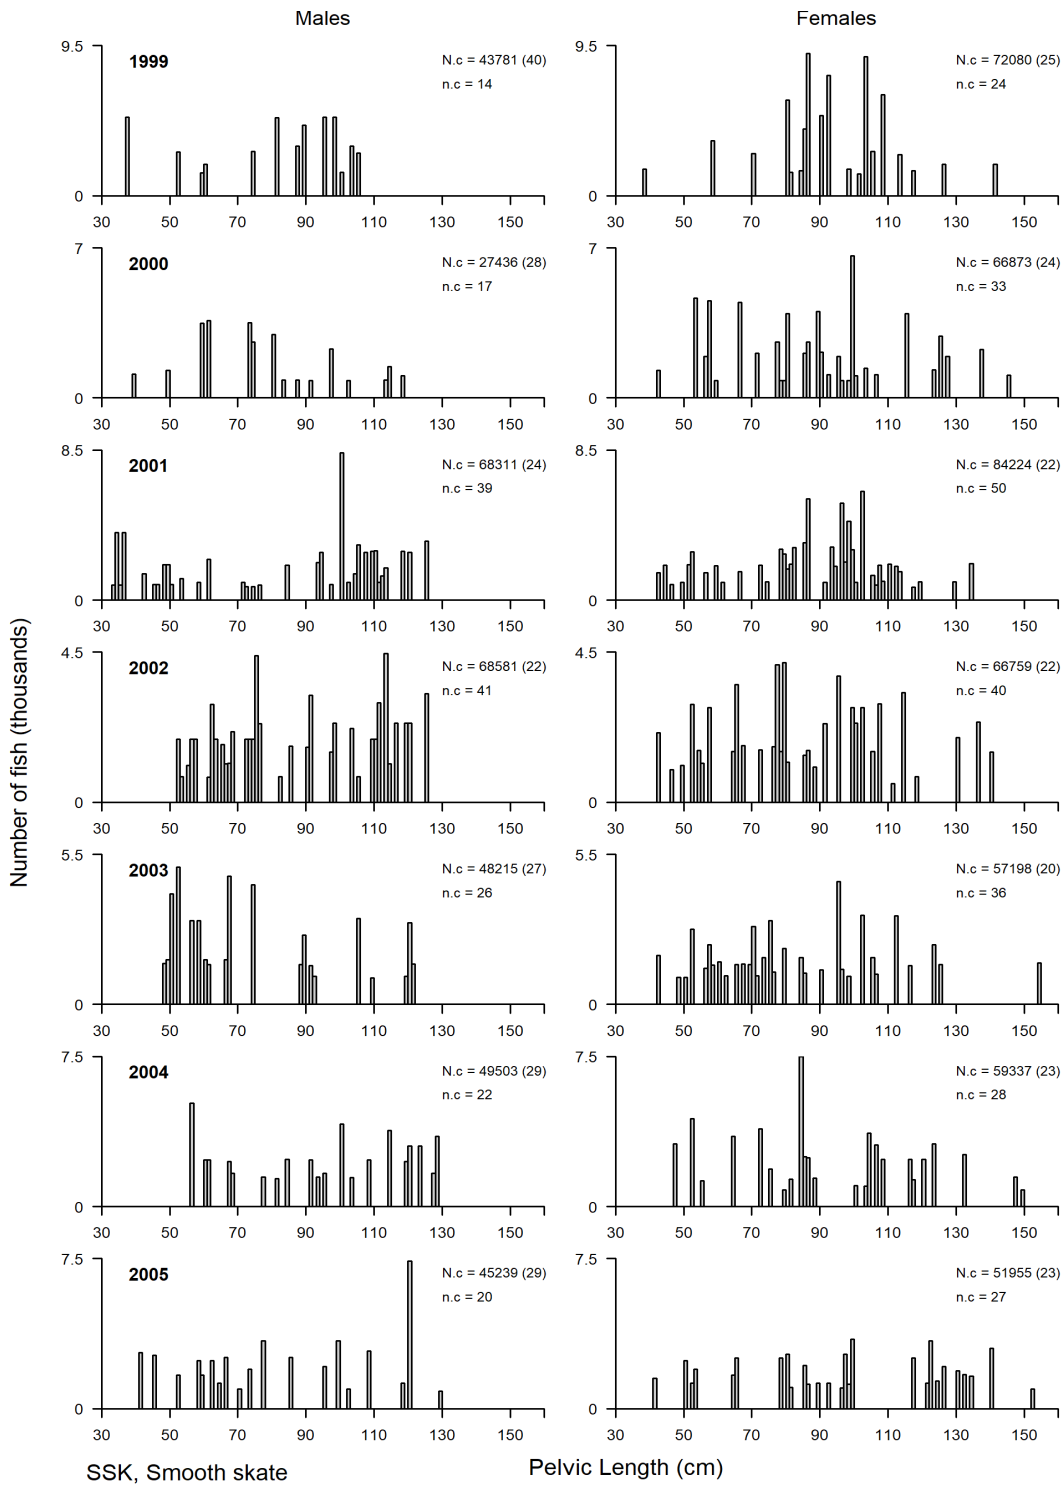 Males Females
9.5 1999 N.c = 43781 (40) 9.5 N.c = 72080 (25)
n.c = 14 n.c = 24
0 0
30 50 70 90 110 130 150 30 50 70 90 110 130 150
7 2000 N.c = 27436 (28) 7 N.c = 66873 (24)
n.c = 17 n.c = 33
0 0
30 50 70 90 110 130 150 30 50 70 90 110 130 150
8.5 2001 N.c = 68311 (24) 8.5 N.c = 84224 (22)
n.c = 39 n.c = 50
0 0
30 50 70 90 110 130 150 30 50 70 90 110 130 150
4.5 2002 N.c = 68581 (22) 4.5 N.c = 66759 (22)
n.c = 41 n.c = 40
0 0
30 50 70 90 110 130 150 30 50 70 90 110 130 150
5.5 2003 N.c = 48215 (27) 5.5 N.c = 57198 (20)
n.c = 26 n.c = 36
0 0
30 50 70 90 110 130 150 30 50 70 90 110 130 150
7.5 2004 N.c = 49503 (29) 7.5 N.c = 59337 (23)
n.c = 22 n.c = 28
0 0
30 50 70 90 110 130 150 30 50 70 90 110 130 150
7.5 2005 N.c = 45239 (29) 7.5 N.c = 51955 (23)
n.c = 20 n.c = 27
0 0
30 50 70 90 110 130 150 30 50 70 90 110 130 150
Number of fish (thousands)
Pelvic Length (cm)
SSK, Smooth skate